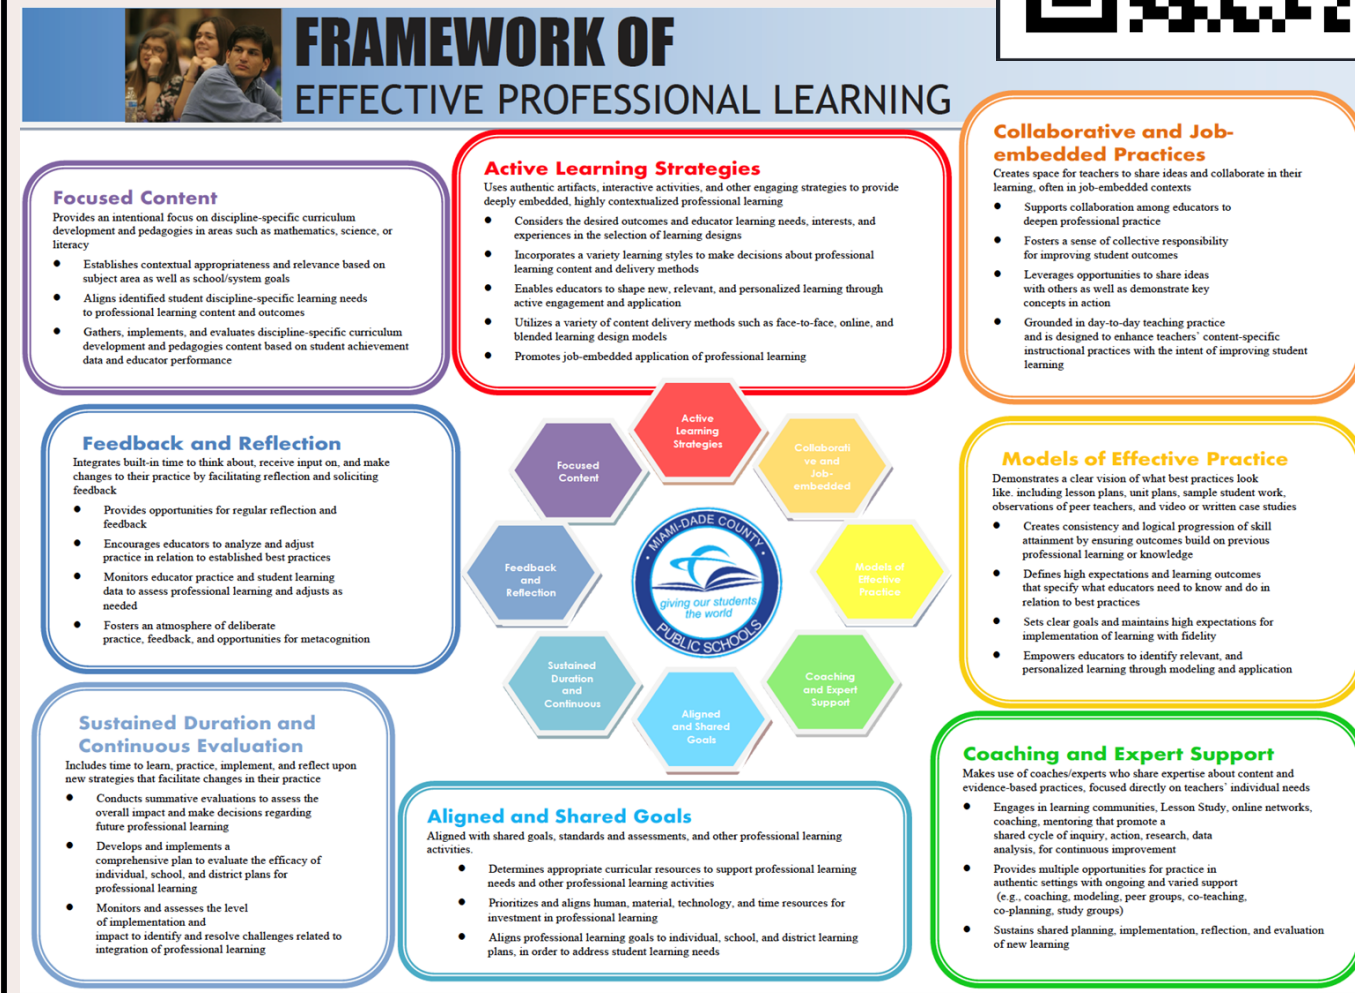 FRAMEWORK OF
EFFECTIVE PROFESSIONAL LEARNING
Focused Content
Provides an intentional focus on discipline-specific curriculum
development and pedagogies in areas such as mathematics, science, or
literacy
● Establishes contextual appropriateness and relevance based on
subject area as well as school/system goals
● Aligns identified student discipline-specific learning needs
to professional learning content and outcomes
● Gathers, implements, and evaluates discipline-specific curriculum
development and pedagogies content based on student achievement
data and educator performance
Active Learning Strategies
Uses authentic artifacts, interactive activities, and other engaging strategies to provide
deeply embedded, highly contextualized professional learning
● Considers the desired outcomes and educator learning needs, interests, and
experiences in the selection of learning designs
● Incorporates a variety learning styles to make decisions about professional
learning content and delivery methods
● Enables educators to shape new, relevant, and personalized learning through
active engagement and application
● Utilizes a variety of content delivery methods such as face-to-face, online, and
blended learning design models
● Promotes job-embedded application of professional learning
Collaborative and Job-
embedded Practices
Creates space for teachers to share ideas and collaborate in their
learning, often in job-embedded contexts
● Supports collaboration among educators to
deepen professional practice
● Fosters a sense of collective responsibility
for improving student outcomes
● Leverages opportunities to share ideas
with others as well as demonstrate key
concepts in action
● Grounded in day-to-day teaching practice
and is designed to enhance teachers' content-specific
instructional practices with the intent of improving student
learning
Feedback and Reflection
Integrates built-in time to think about, receive input on, and make
changes to their practice by facilitating reflection and soliciting
feedback
● Provides opportunities for regular reflection and
feedback
● Encourages educators to analyze and adjust
practice in relation to established best practices
● Monitors educator practice and student learning
data to assess professional learning and adjusts as
needed
● Fosters an atmosphere of deliberate
practice, feedback, and opportunities for metacognition
Active
Learning
Strategies
Collaborati
ve and
Job-
embedded
Models of
Effective
Practice
Coaching
and Expert
Support
Aligned
and Shared
Goals
Sustained
Duration
and
Continuous
Feedback
and
Reflection
Focused
Content
MIAMI-DADE COUNTY
giving our students
the world
PUBLIC SCHOOLS
Models of Effective Practice
Demonstrates a clear vision of what best practices look
like. including lesson plans, unit plans, sample student work,
observations of peer teachers, and video or written case studies
● Creates consistency and logical progression of skill
attainment by ensuring outcomes build on previous
professional learning or knowledge
● Defines high expectations and learning outcomes
that specify what educators need to know and do in
relation to best practices
● Sets clear goals and maintains high expectations for
implementation of learning with fidelity
● Empowers educators to identify relevant, and
personalized learning through modeling and application
Sustained Duration and
Continuous Evaluation
Includes time to learn, practice, implement, and reflect upon
new strategies that facilitate changes in their practice
● Conducts summative evaluations to assess the
overall impact and make decisions regarding
future professional learning
● Develops and implements a
comprehensive plan to evaluate the efficacy of
individual, school, and district plans for
professional learning
● Monitors and assesses the level
of implementation and
impact to identify and resolve challenges related to
integration of professional learning
Aligned and Shared Goals
Aligned with shared goals, standards and assessments, and other professional learning
activities.
● Determines appropriate curricular resources to support professional learning
needs and other professional learning activities
● Prioritizes and aligns human, material, technology, and time resources for
investment in professional learning
● Aligns professional learning goals to individual, school, and district learning
plans, in order to address student learning needs
Coaching and Expert Support
Makes use of coaches/experts who share expertise about content and
evidence-based practices, focused directly on teachers' individual needs
● Engages in learning communities, Lesson Study, online networks,
coaching, mentoring that promote a
shared cycle of inquiry, action, research, data
analysis, for continuous improvement
● Provides multiple opportunities for practice in
authentic settings with ongoing and varied support
(e.g., coaching, modeling, peer groups, co-teaching,
co-planning, study groups)
● Sustains shared planning, implementation, reflection, and evaluation
of new learning